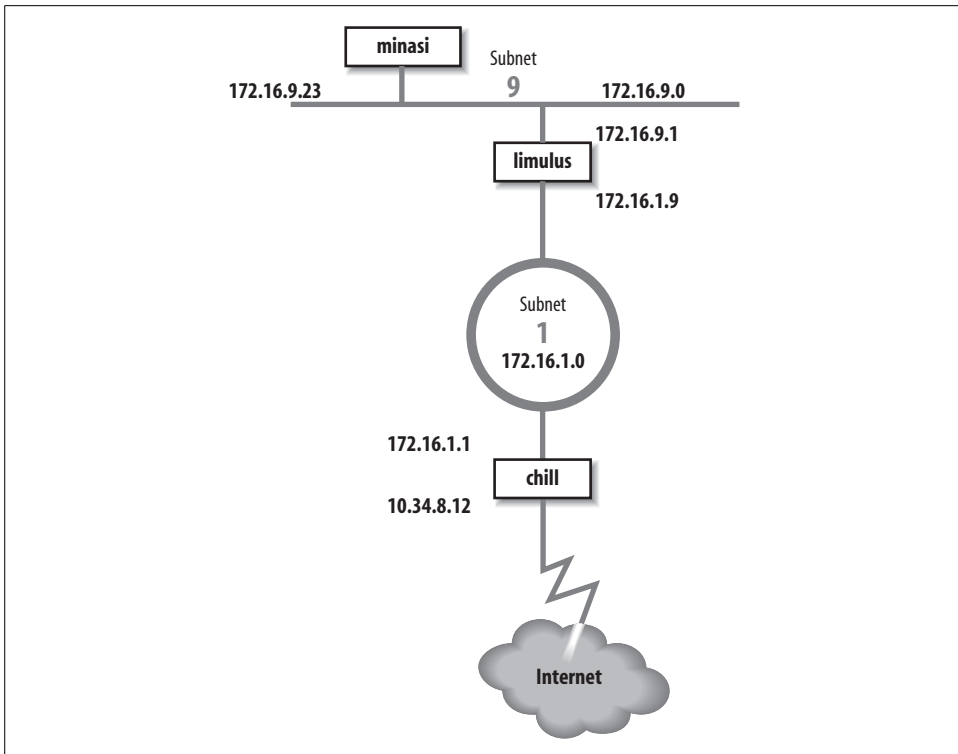 minasi
Subnet
9
172.16.9.23
172.16.9.0
172.16.9.1
limulus
172.16.1.9
Subnet
1
172.16.1.0
172.16.1.1
chill
10.34.8.12
Internet